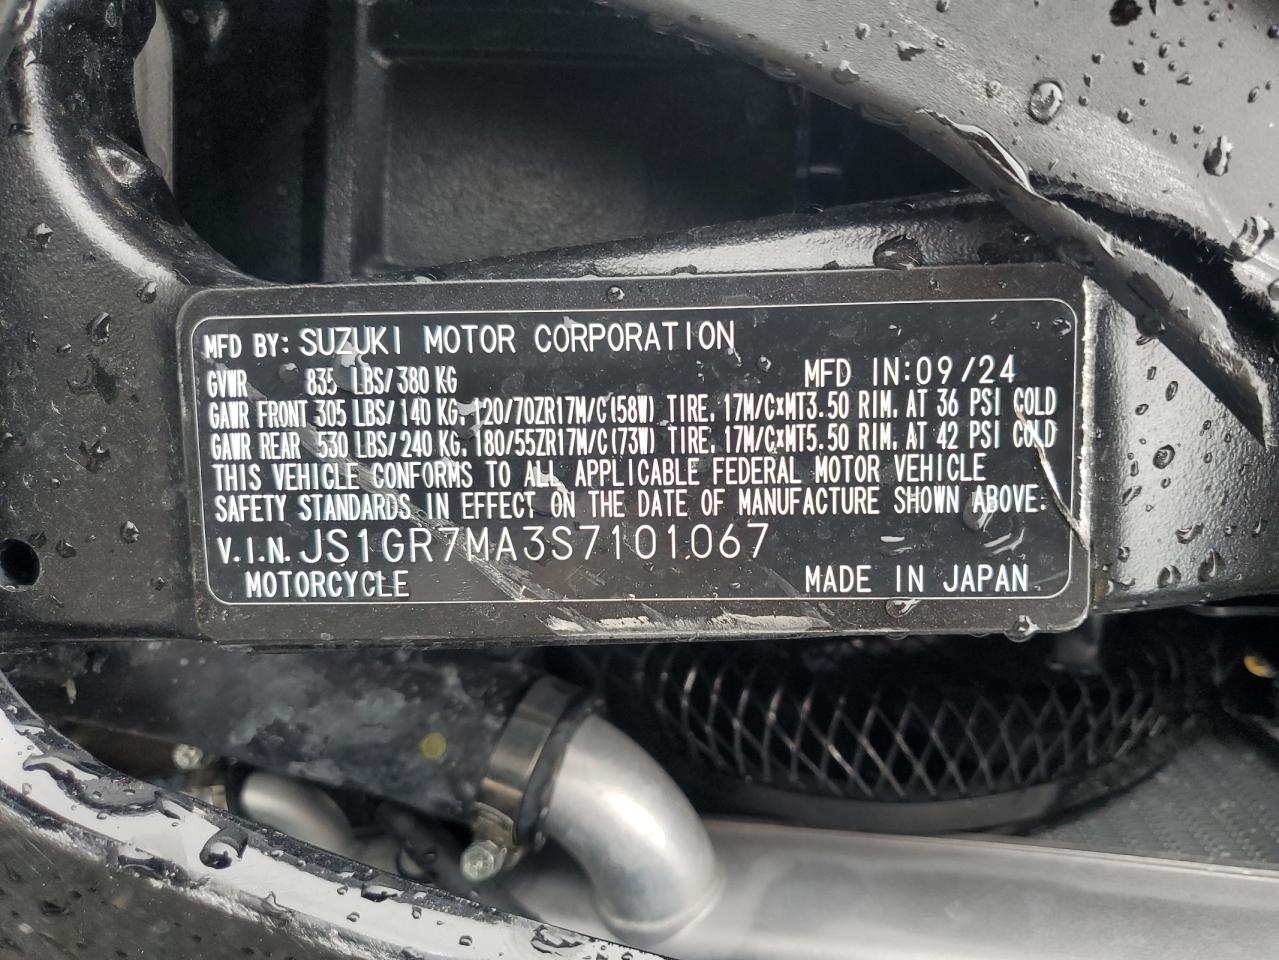 MFD BY: SUZUKI MOTOR CORPORATION
GVWR 835 LBS/380 KG MFD IN:09/24
GAWR FRONT 305 LBS/140 KG, 120/70ZR17M/C(58W) TIRE, 17M/C×MT3.50 RIM, AT 36 PSI COLD
GAWR REAR 530 LBS/240 KG, 180/55ZR17M/C(73W) TIRE, 17M/C×MT5.50 RIM, AT 42 PSI COLD
THIS VEHICLE CONFORMS TO ALL APPLICABLE FEDERAL MOTOR VEHICLE
SAFETY STANDARDS IN EFFECT ON THE DATE OF MANUFACTURE SHOWN ABOVE.
V.I.N. JS1GR7MA3S7101067
MOTORCYCLE MADE IN JAPAN